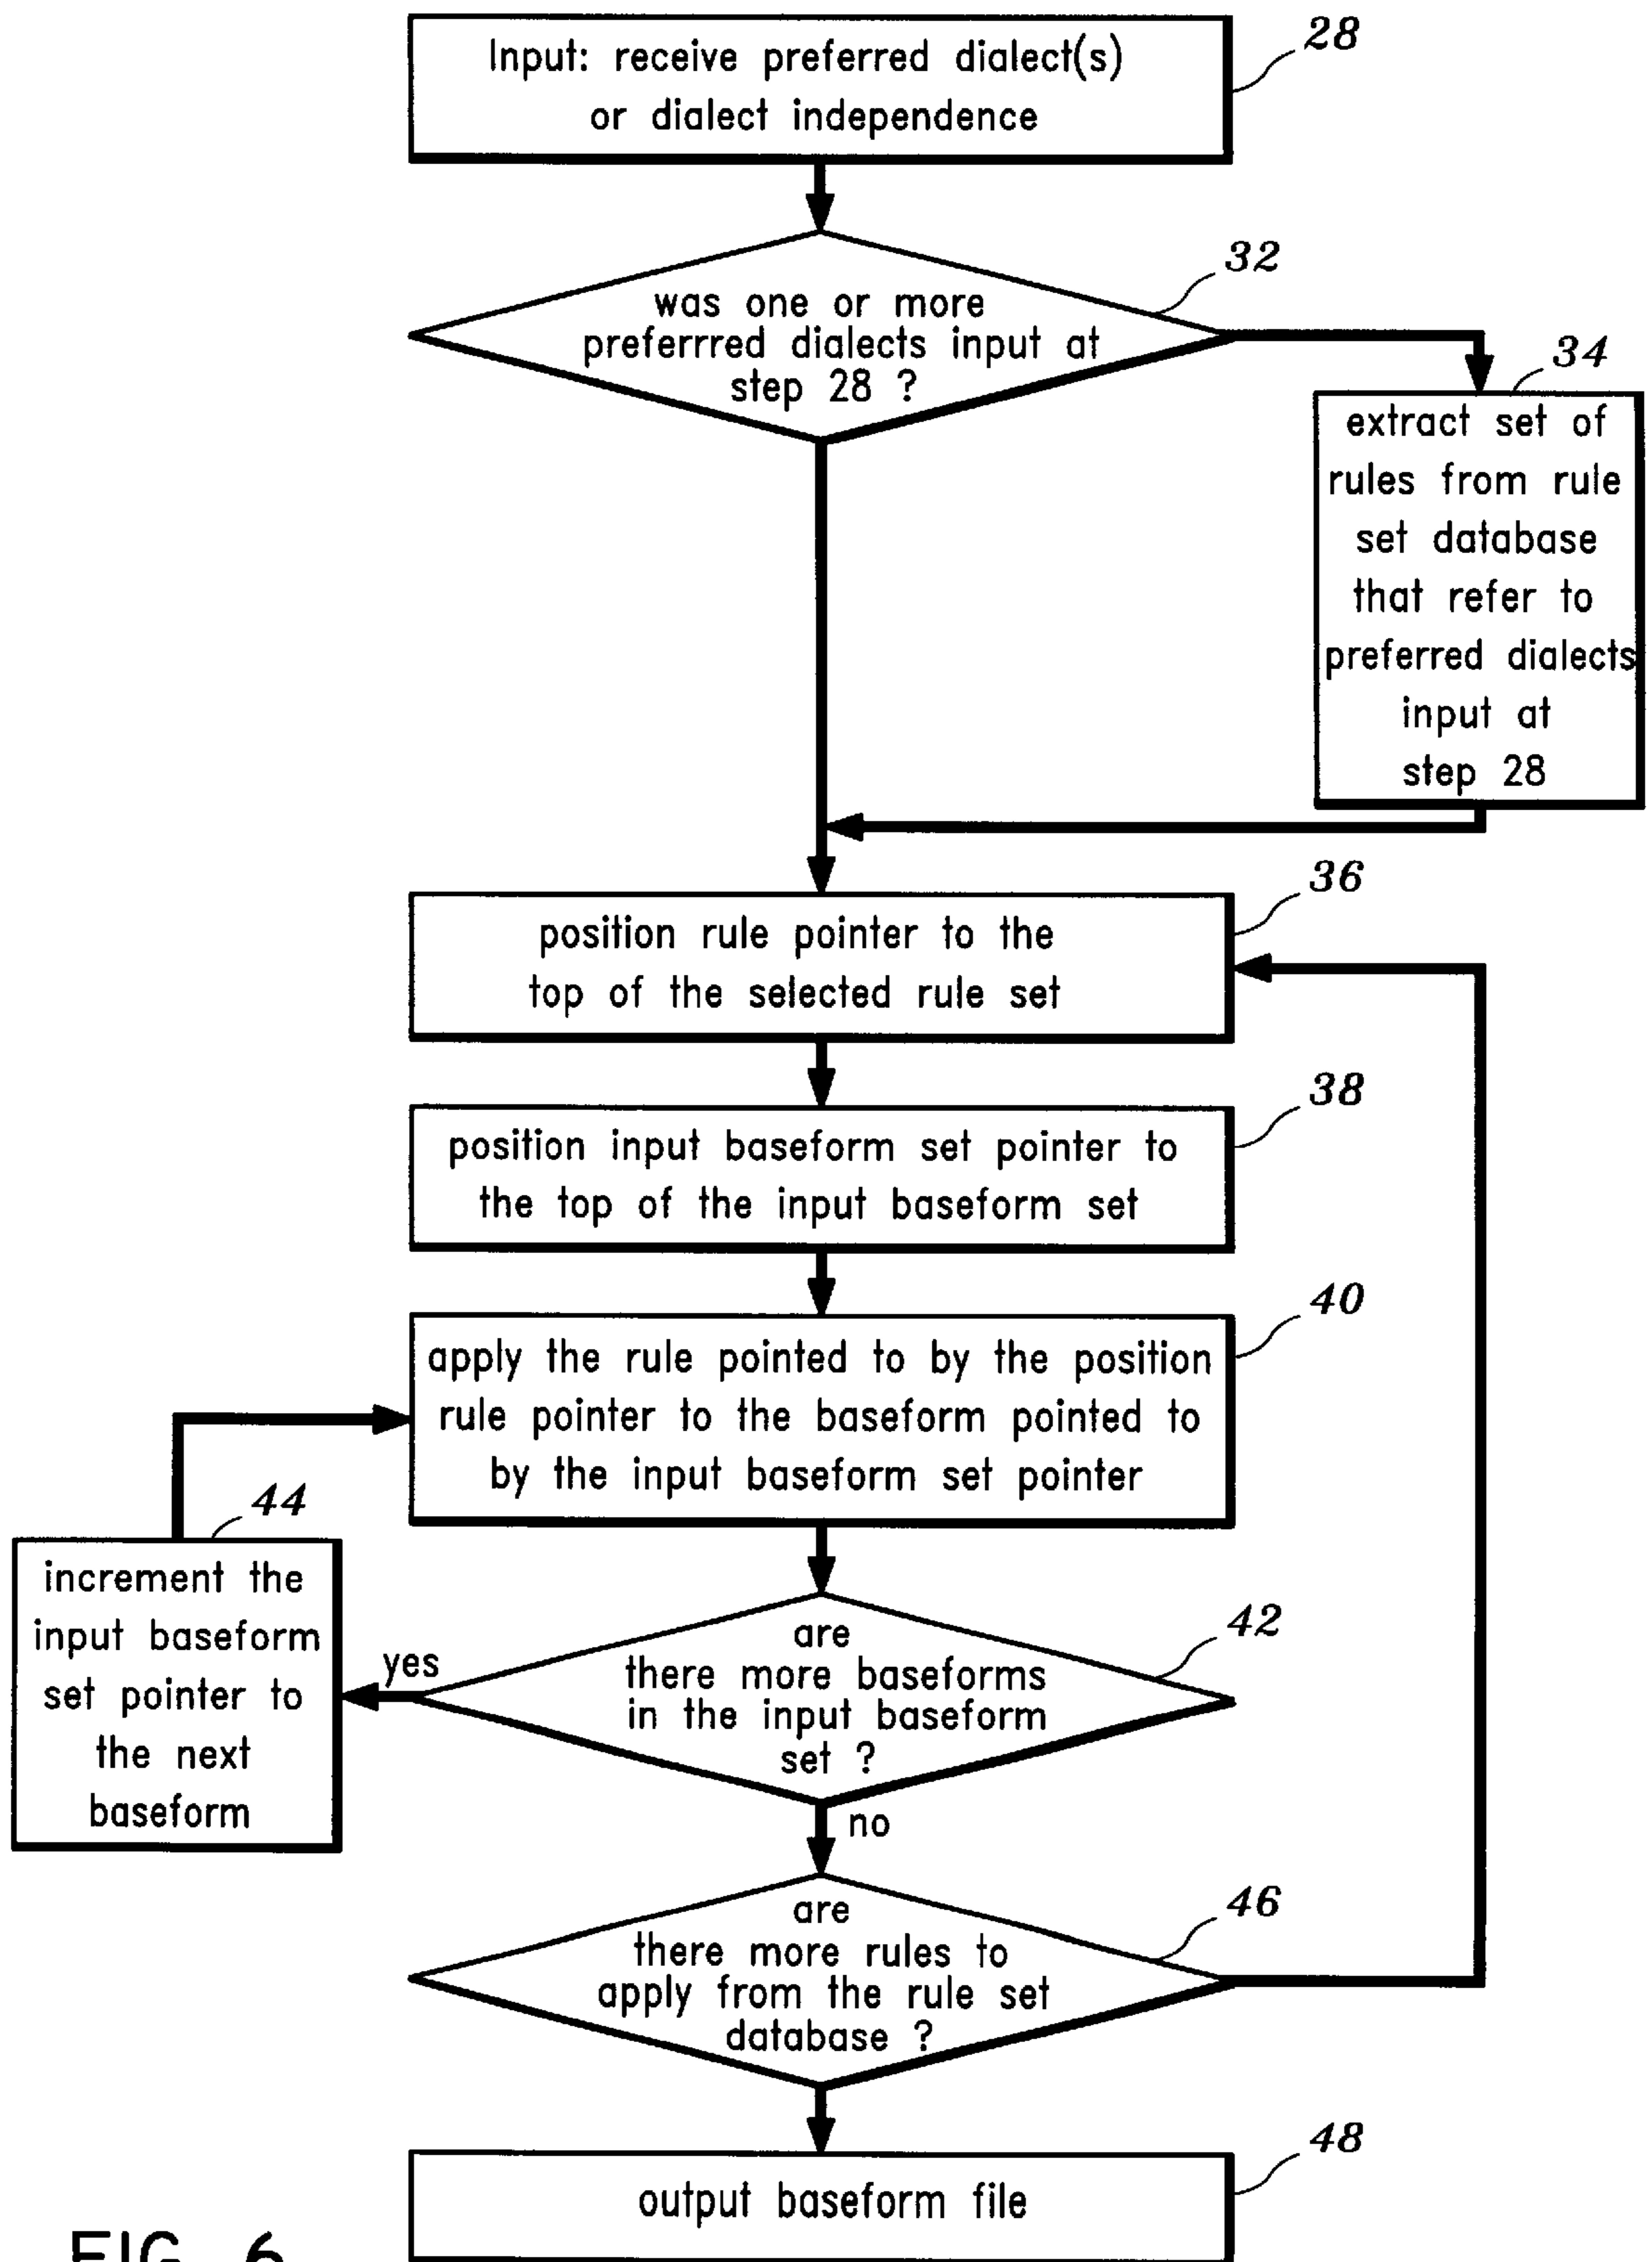 Input: receive preferred dialect(s)
or dialect independence
28
was one or more
preferrred dialects input at
step 28 ?
32
extract set of
rules from rule
set database
that refer to
preferred dialects
input at
step 28
34
position rule pointer to the
top of the selected rule set
36
position input baseform set pointer to
the top of the input baseform set
38
apply the rule pointed to by the position
rule pointer to the baseform pointed to
by the input baseform set pointer
40
44
increment the
input baseform
set pointer to
the next
baseform
yes
are
there more baseforms
in the input baseform
set ?
42
no
are
there more rules to
apply from the rule set
database ?
46
output baseform file
48
FIG. 6